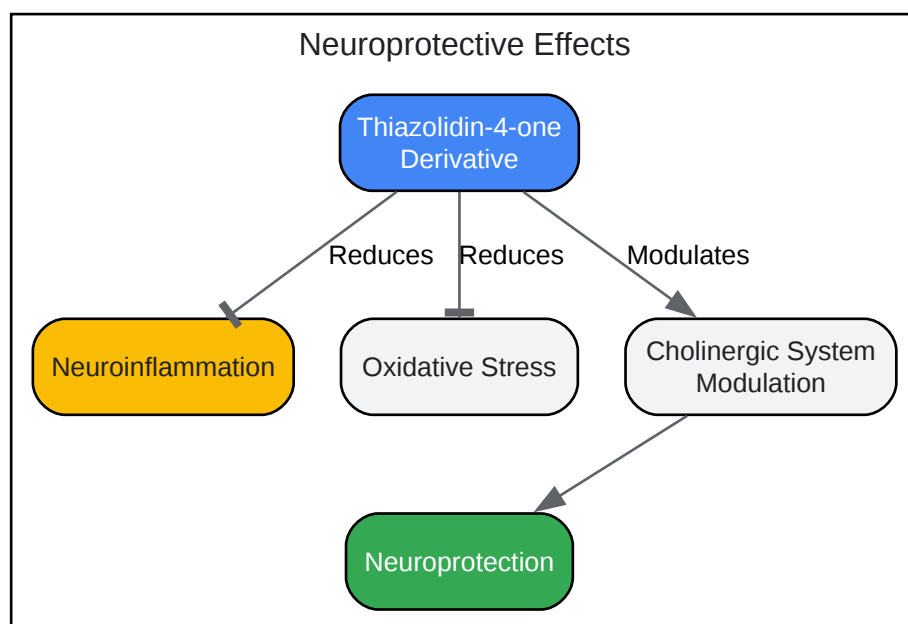 Neuroprotective Effects
Thiazolidin-4-one
Derivative
Reduces
Reduces
Modulates
Neuroinflammation
Oxidative Stress
Cholinergic System
Modulation
Neuroprotection